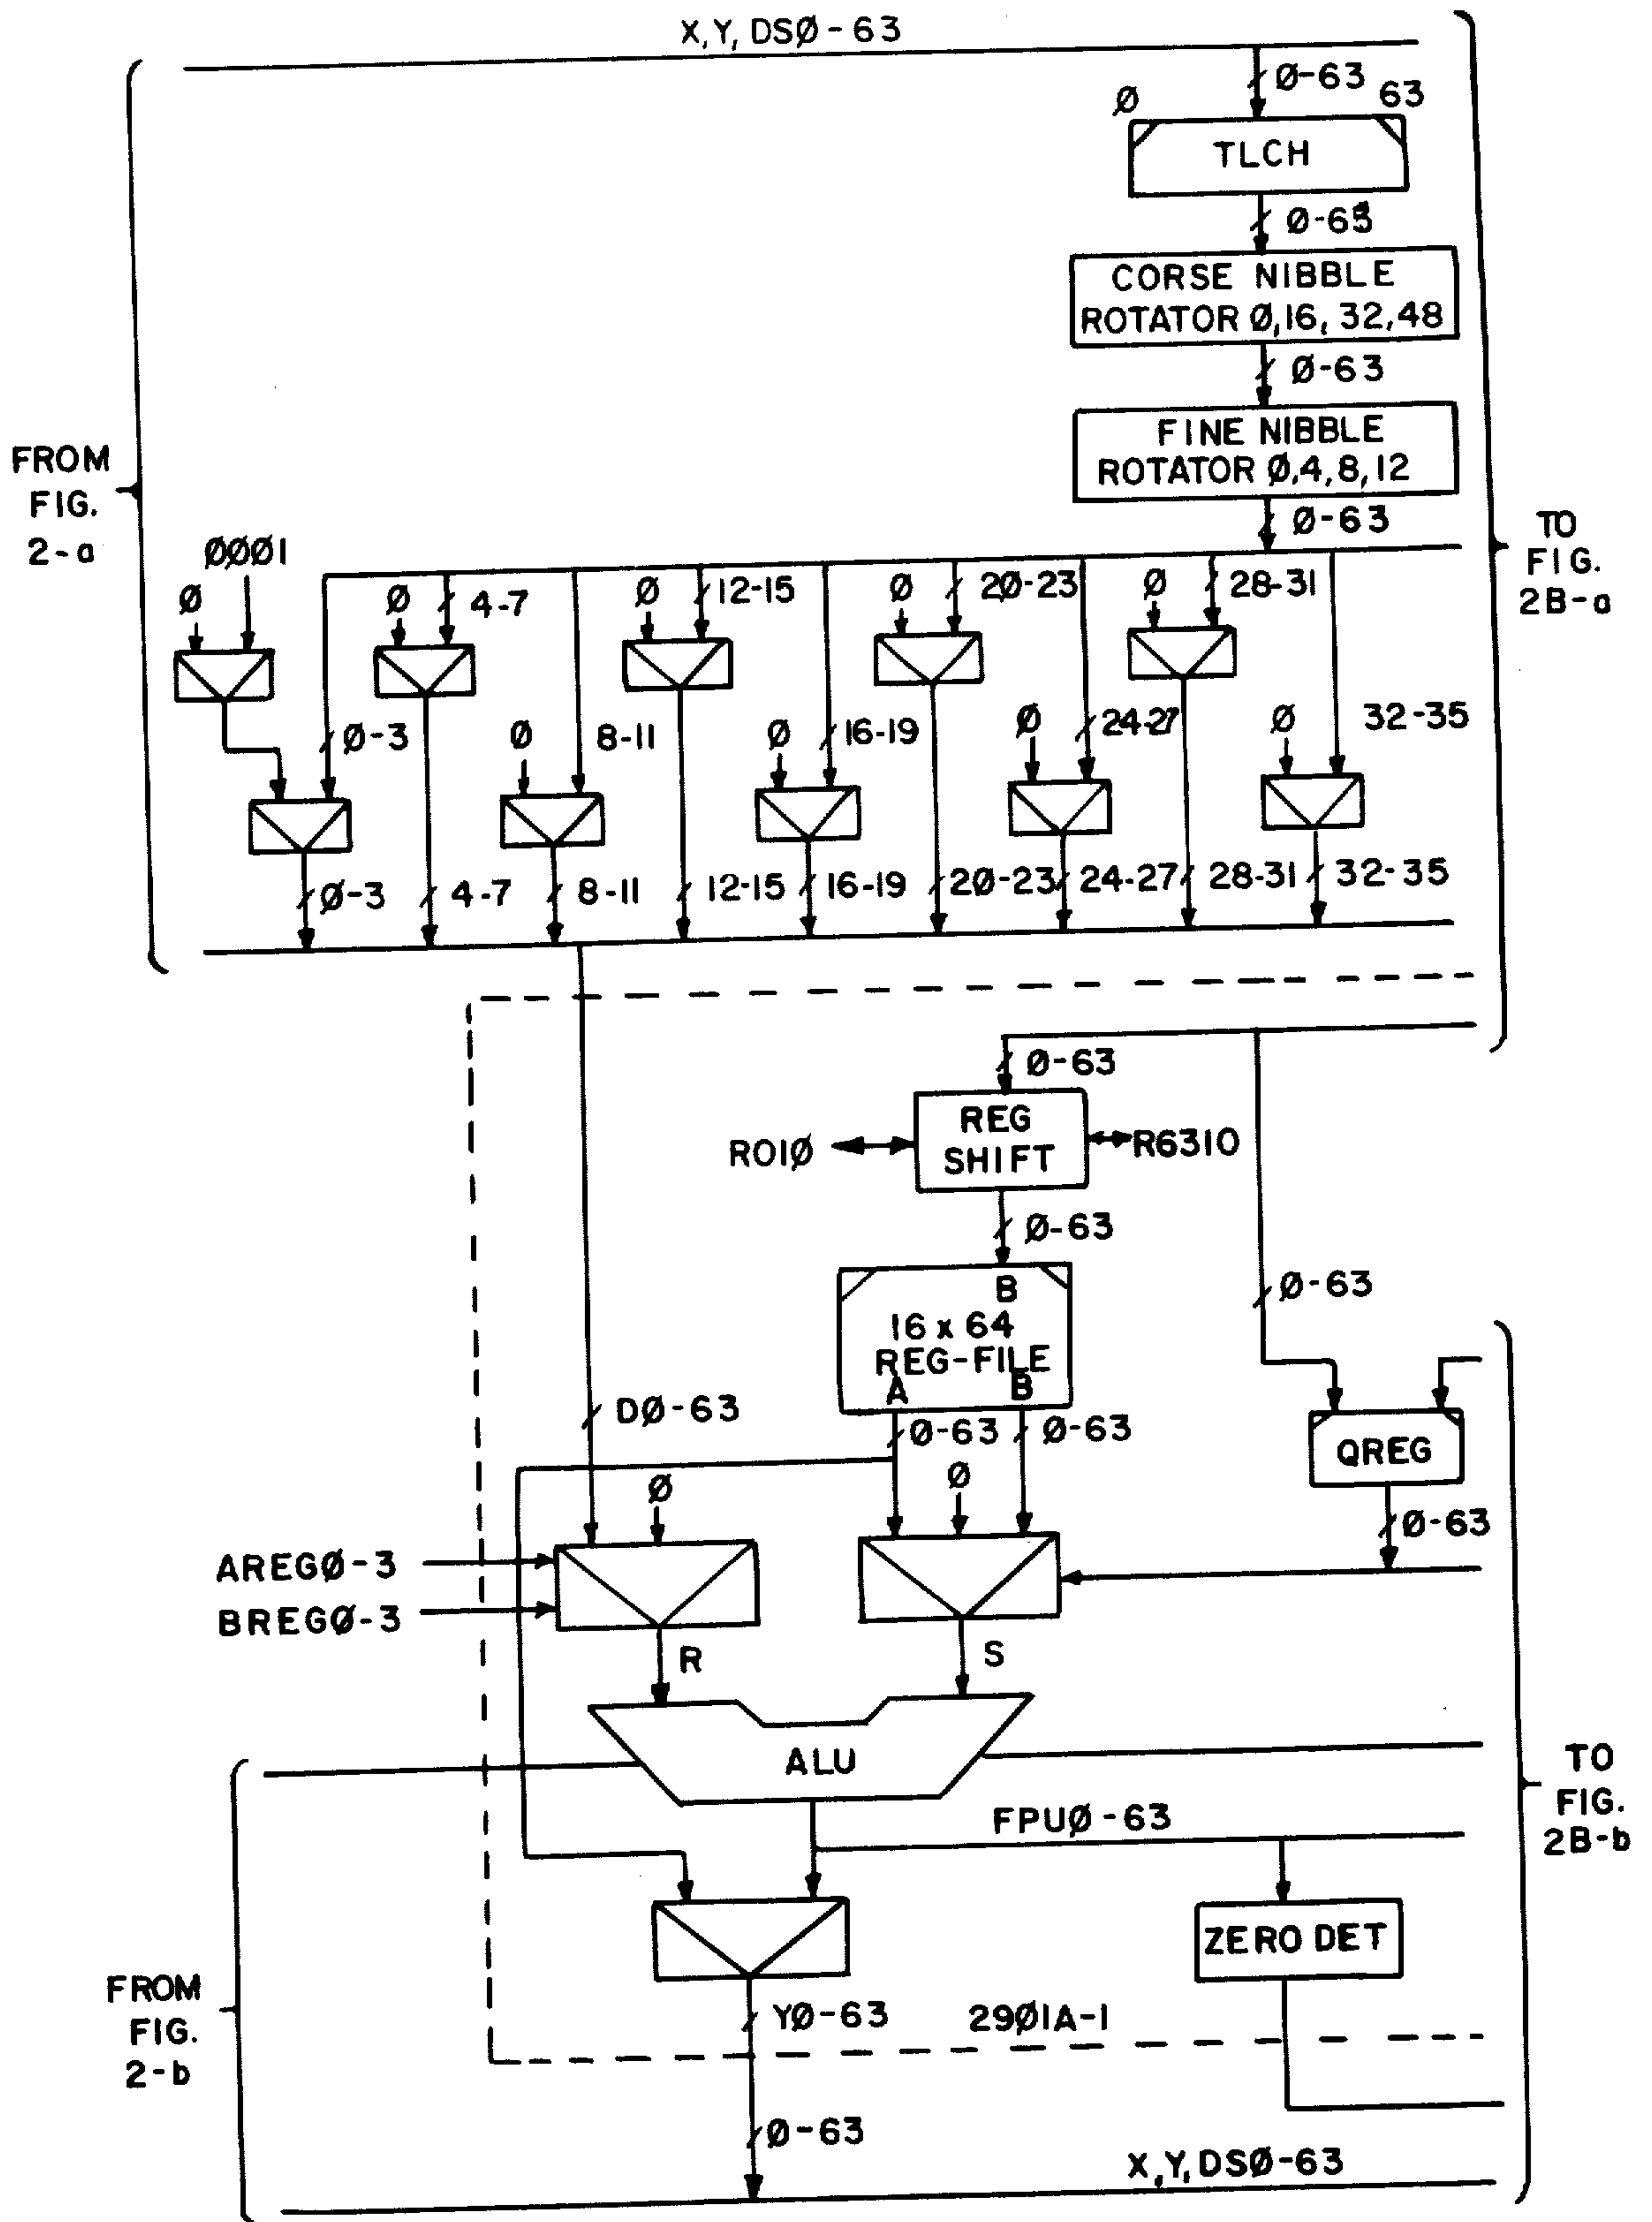 X,Y, DSØ-63
Ø-63
Ø
63
TLCH
Ø-63
CORSE NIBBLE
ROTATOR Ø,16, 32,48
Ø-63
FINE NIBBLE
ROTATOR Ø,4,8,12
Ø-63
FROM
FIG.
2-a
TO
FIG.
2B-a
ØØØ1
Ø
Ø
4-7
Ø
12-15
Ø
20-23
Ø
28-31
Ø-3
Ø
8-11
Ø
16-19
Ø
24-27
Ø
32-35
Ø-3
4-7
8-11
12-15
16-19
2Ø-23
24-27
28-31
32-35
Ø-63
REG
SHIFT
ROIØ
R63IO
Ø-63
B
16 x 64
REG-FILE
A
B
Ø-63
DØ-63
Ø-63
Ø-63
QREG
Ø
Ø
Ø-63
AREGØ-3
BREGØ-3
R
S
ALU
TO
FIG.
2B-b
FPUØ-63
ZERO DET
FROM
FIG.
2-b
YØ-63
29Ø1A-1
Ø-63
X,Y,DSØ-63